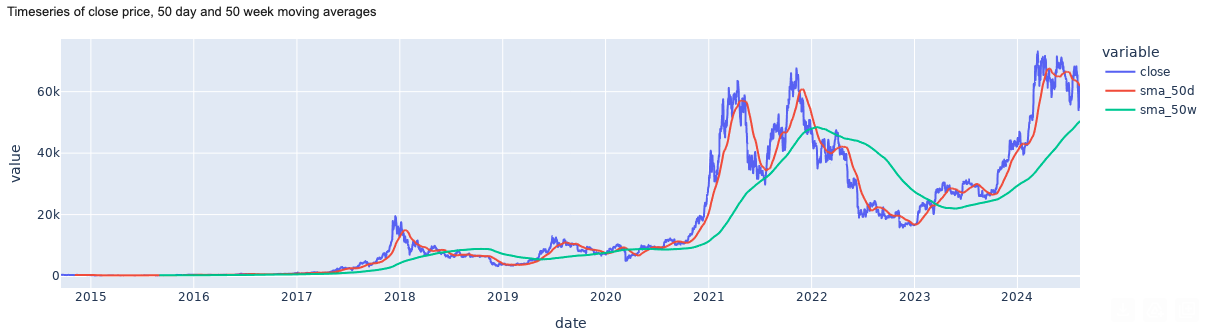 Timeseries of close price, 50 day and 50 week moving averages
variable
close
sma_50d
sma_50w
value
60k
40k
20k
0
2015 2016 2017 2018 2019 2020 2021 2022 2023 2024
date